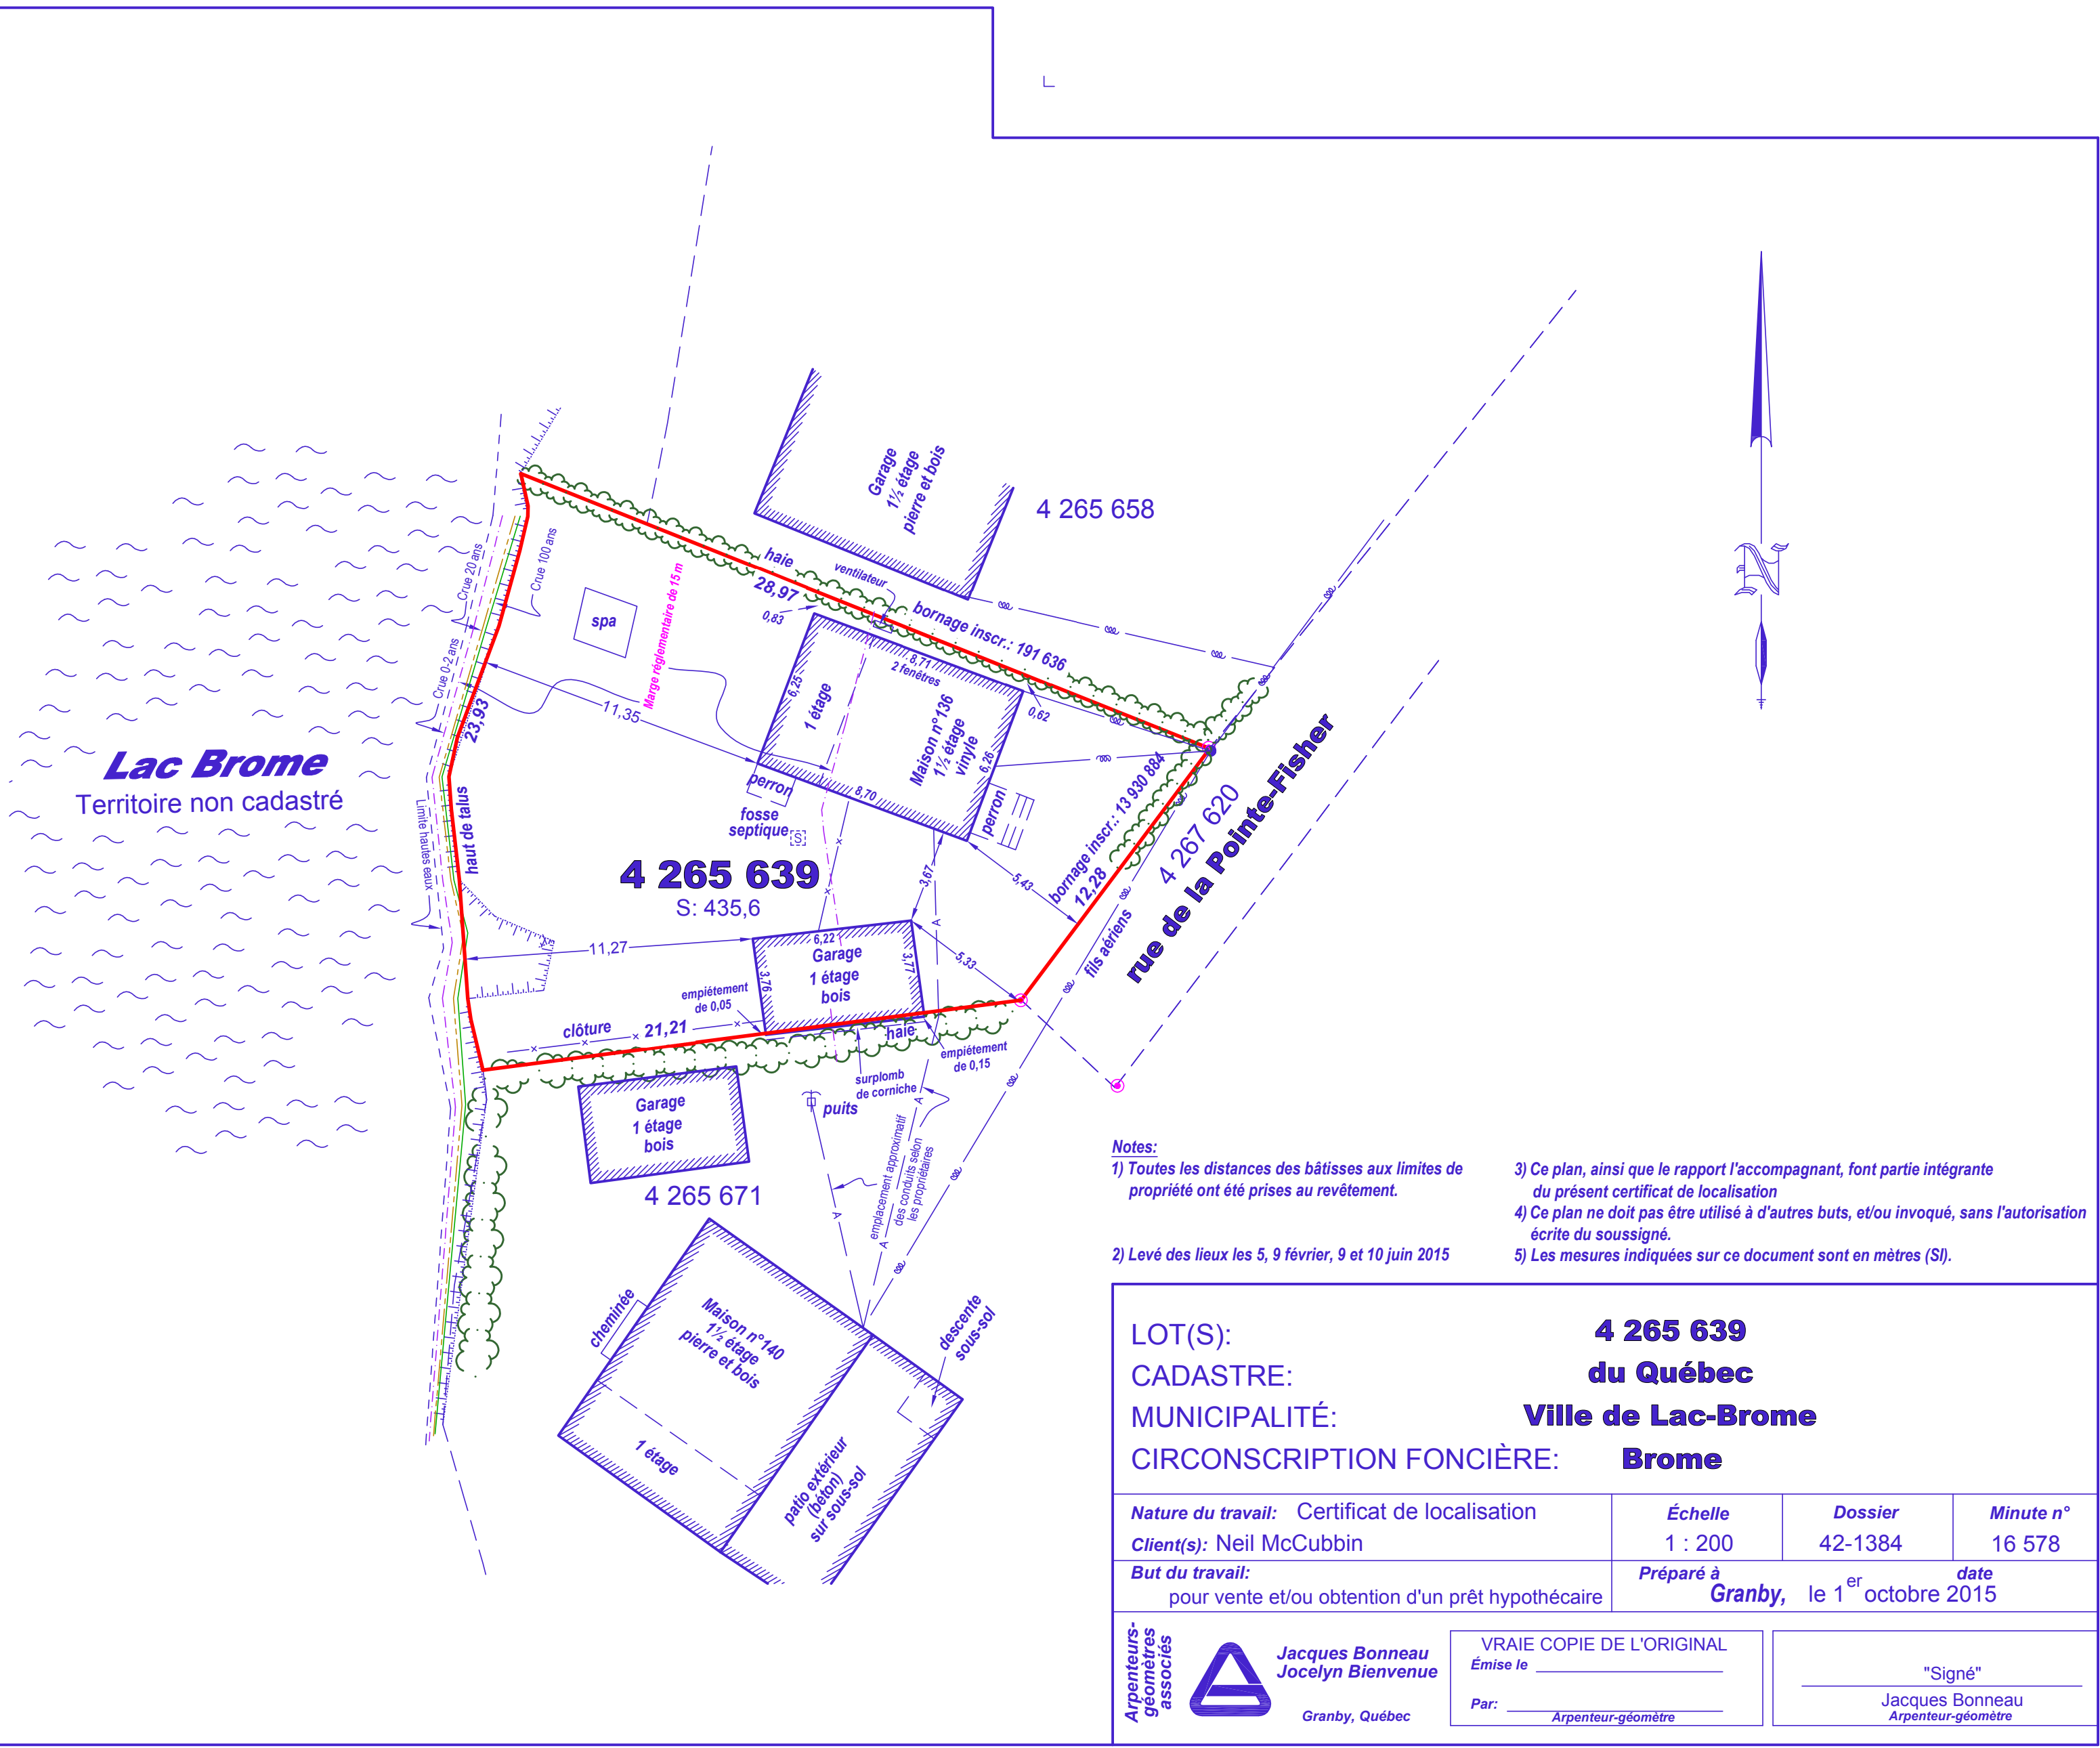 Garage
1½ étage
pierre et bois
4 265 658
Crue 20 ans
Crue 100 ans
Crue 0-2 ans
spa
Marge réglementaire de 15 m
haie
ventilateur
28,97
bornage inscr.: 191 636
0,83
8,71
2 fenêtres
6,25
1 étage
Maison n°136
1½ étage
vinyle
6,26
0,62
11,35
23,93
Lac Brome
Territoire non cadastré
Limite hautes eaux
haut de talus
perron
8,70
fosse
septique
S
perron
bornage inscr.: 13 930 884
12,28
4 267 620
rue de la Pointe-Fisher
fils aériens
4 265 639
S: 435,6
3,67
5,43
A
11,27
6,22
Garage
1 étage
bois
3,76
3,77
5,33
empiétement
de 0,05
clôture
21,21
haie
empiétement
de 0,15
surplomb
de corniche
A
Garage
1 étage
bois
puits
emplacement approximatif
des conduits selon
les propriétaires
A
A
4 265 671
cheminée
Maison n°140
1½ étage
pierre et bois
1 étage
descente
sous-sol
patio extérieur
(béton)
sur sous-sol
N
Notes:
1) Toutes les distances des bâtisses aux limites de
propriété ont été prises au revêtement.
2) Levé des lieux les 5, 9 février, 9 et 10 juin 2015
3) Ce plan, ainsi que le rapport l'accompagnant, font partie intégrante
du présent certificat de localisation
4) Ce plan ne doit pas être utilisé à d'autres buts, et/ou invoqué, sans l'autorisation
écrite du soussigné.
5) Les mesures indiquées sur ce document sont en mètres (SI).
LOT(S): 4 265 639
CADASTRE: du Québec
MUNICIPALITÉ: Ville de Lac-Brome
CIRCONSCRIPTION FONCIÈRE: Brome
Nature du travail: Certificat de localisation
Client(s): Neil McCubbin
Échelle
1 : 200
Dossier
42-1384
Minute n°
16 578
But du travail:
pour vente et/ou obtention d'un prêt hypothécaire
Préparé à date
Granby, le 1er octobre 2015
Arpenteurs-
géomètres
associés
Jacques Bonneau
Jocelyn Bienvenue
Granby, Québec
VRAIE COPIE DE L'ORIGINAL
Émise le
Par:
Arpenteur-géomètre
"Signé"
Jacques Bonneau
Arpenteur-géomètre